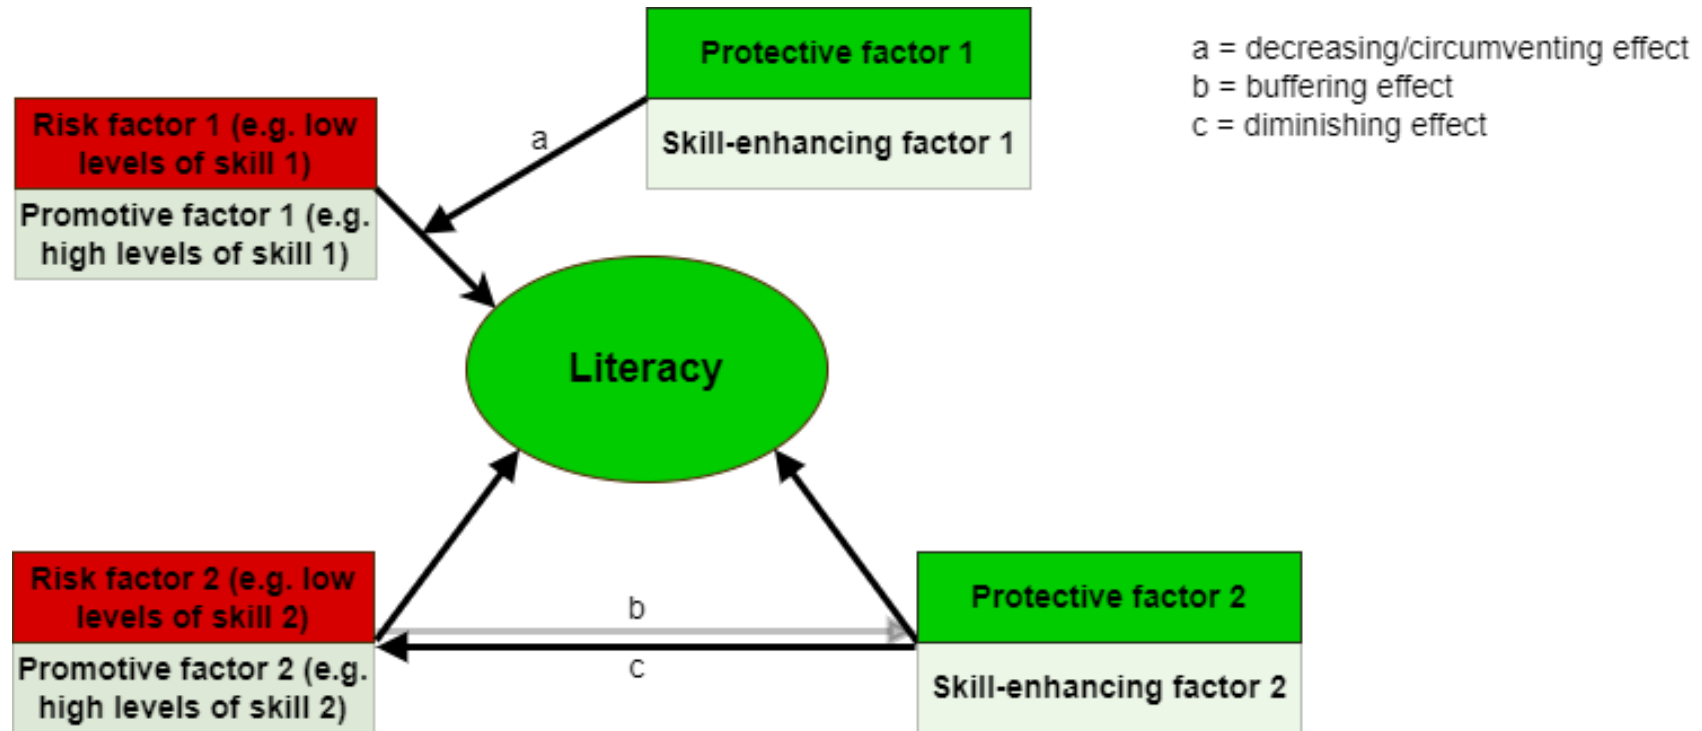 Protective factor 1
Skill-enhancing factor 1
a = decreasing/circumventing effect
b = buffering effect
c = diminishing effect
Risk factor 1 (e.g. low
levels of skill 1)
Promotive factor 1 (e.g.
high levels of skill 1)
a
Literacy
Risk factor 2 (e.g. low
levels of skill 2)
Promotive factor 2 (e.g.
high levels of skill 2)
b
c
Protective factor 2
Skill-enhancing factor 2